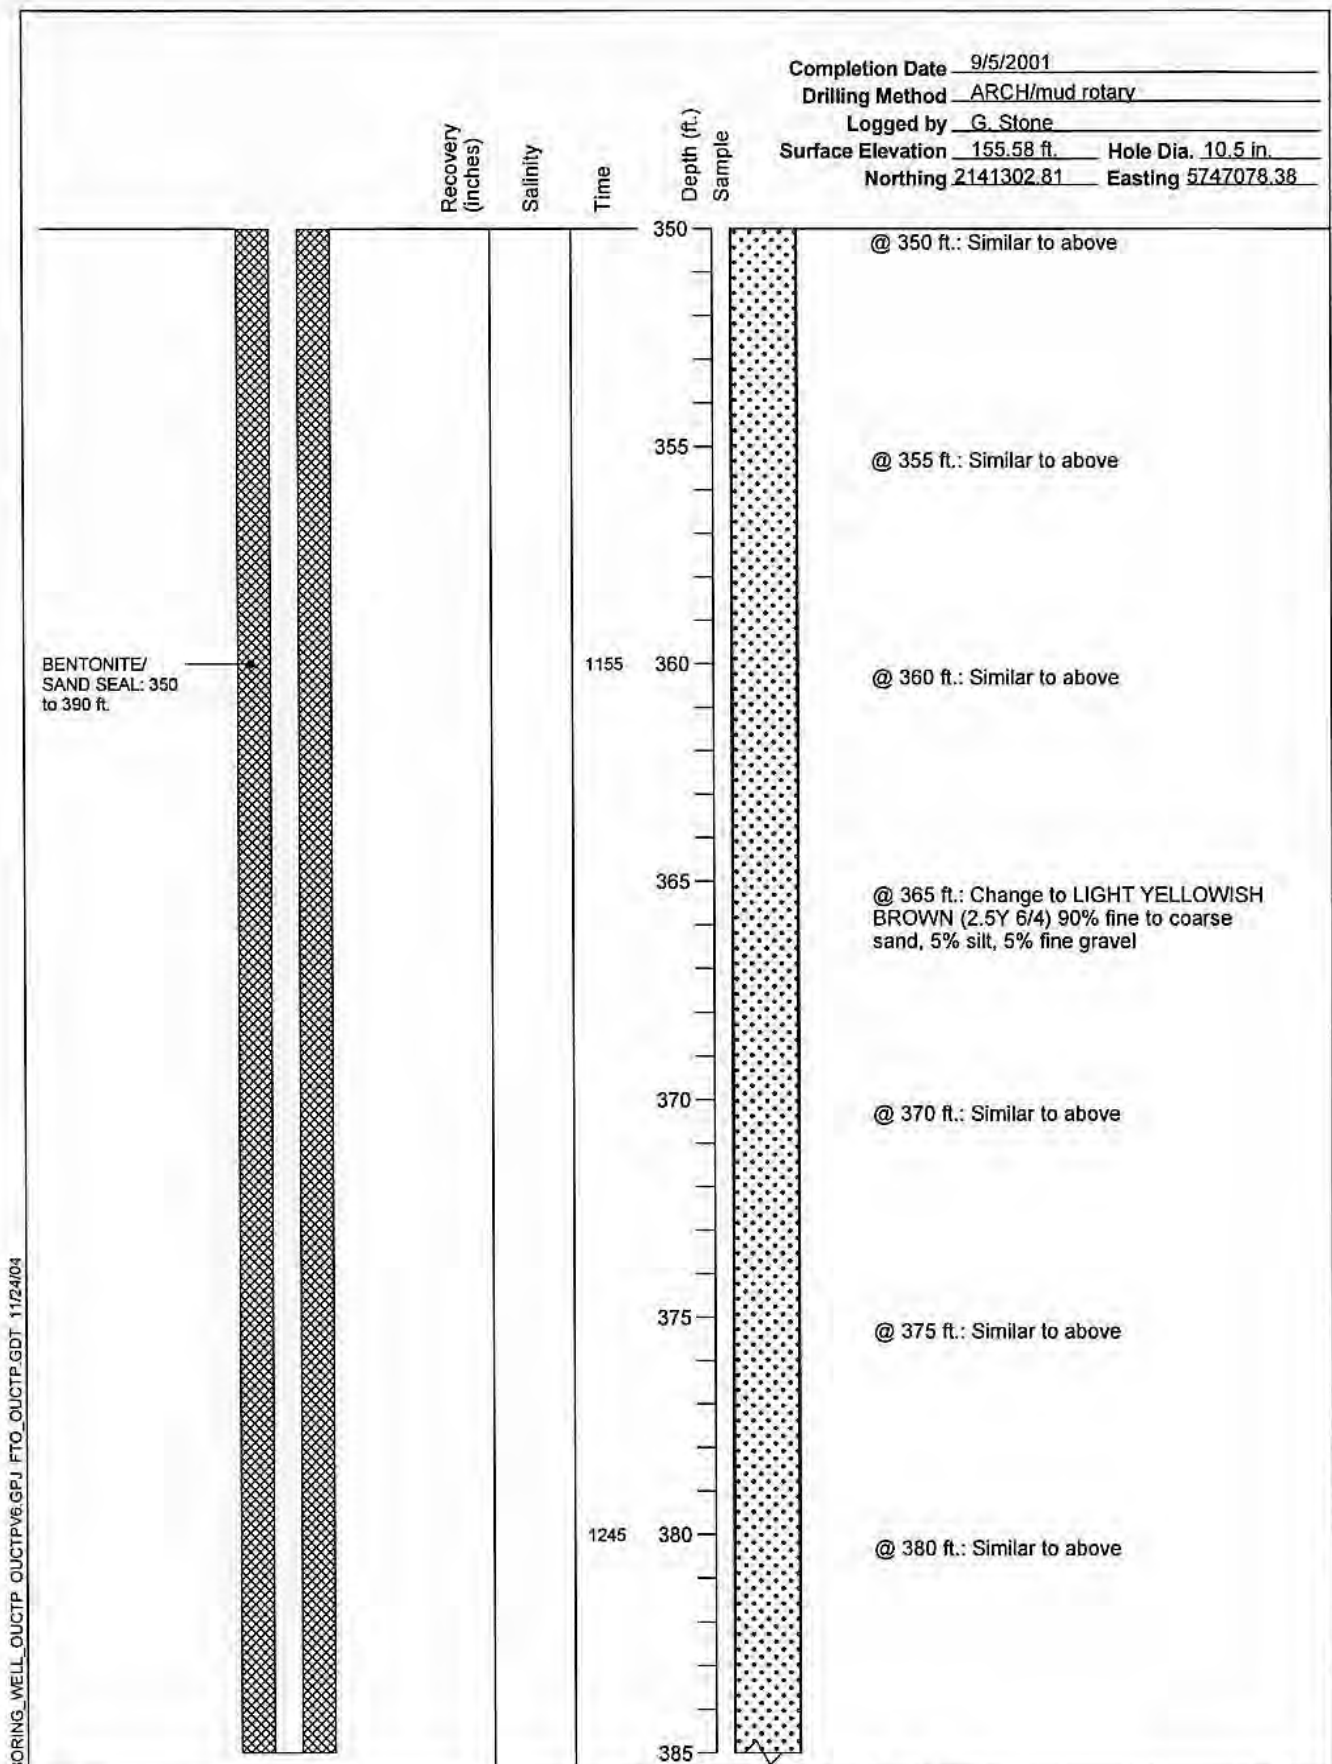 Completion Date 9/5/2001
Drilling Method ARCH/mud rotary
Logged by G. Stone
Surface Elevation 155.58 ft. Hole Dia. 10.5 in.
Northing 2141302.81 Easting 5747078.38
Recovery
(inches)
Salinity
Time
Depth (ft.)
Sample
350
@ 350 ft.: Similar to above
355
@ 355 ft.: Similar to above
BENTONITE/
SAND SEAL: 350
to 390 ft.
1155
360
@ 360 ft.: Similar to above
365
@ 365 ft.: Change to LIGHT YELLOWISH
BROWN (2.5Y 6/4) 90% fine to coarse
sand, 5% silt, 5% fine gravel
370
@ 370 ft.: Similar to above
375
@ 375 ft.: Similar to above
1245
380
@ 380 ft.: Similar to above
385
ORING_WELL_OUCTP OUCTPV6.GPJ FTO_OUCTP.GDT 11/24/04